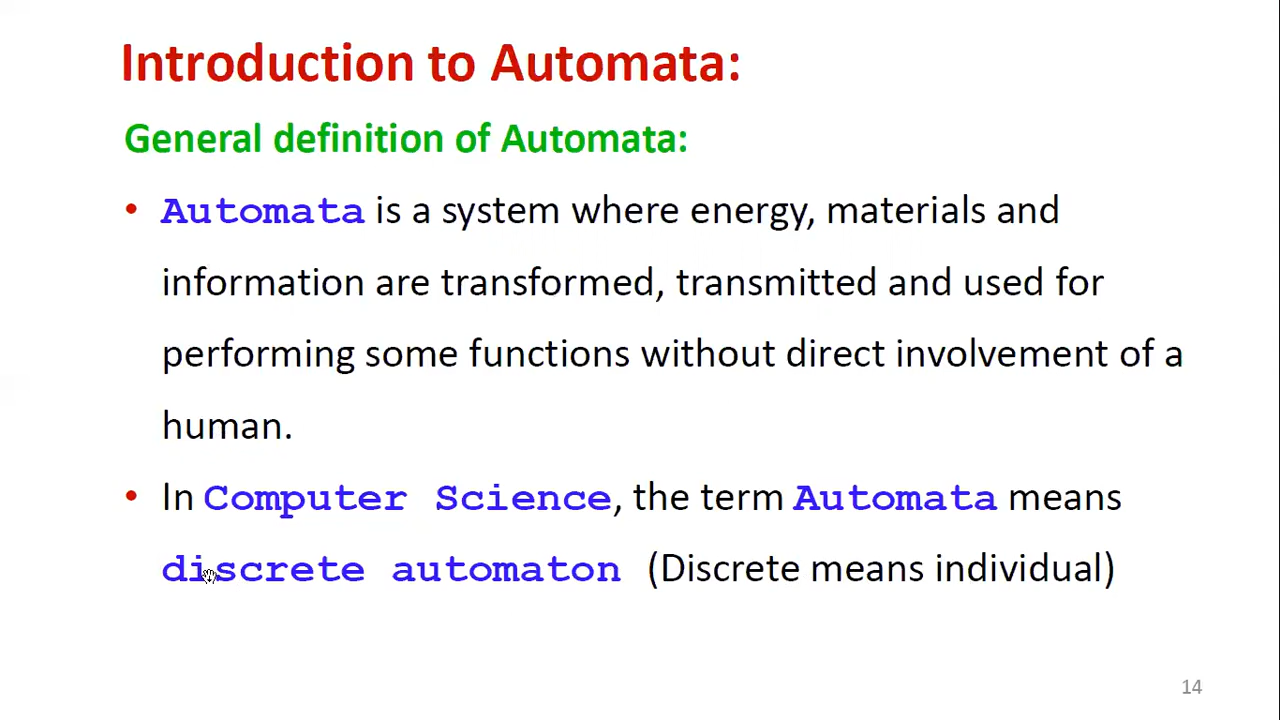 Introduction to Automata:
General definition of Automata:
• Automata is a system where energy, materials and
information are transformed, transmitted and used for
performing some functions without direct involvement of a
human.
• In Computer Science, the term Automata means
discrete automaton (Discrete means individual)
14